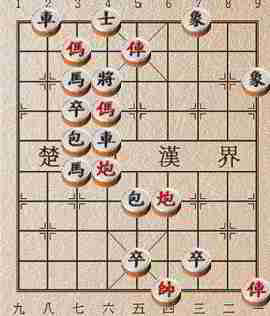 1 2 3 4 5 6 7 8 9
車 士 象
傌 俥
馬 將 象
卒 傌
包 車
楚 漢 界
馬 炮
包 炮
卒 卒
帥 俥
九 八 七 六 五 四 三 二 一